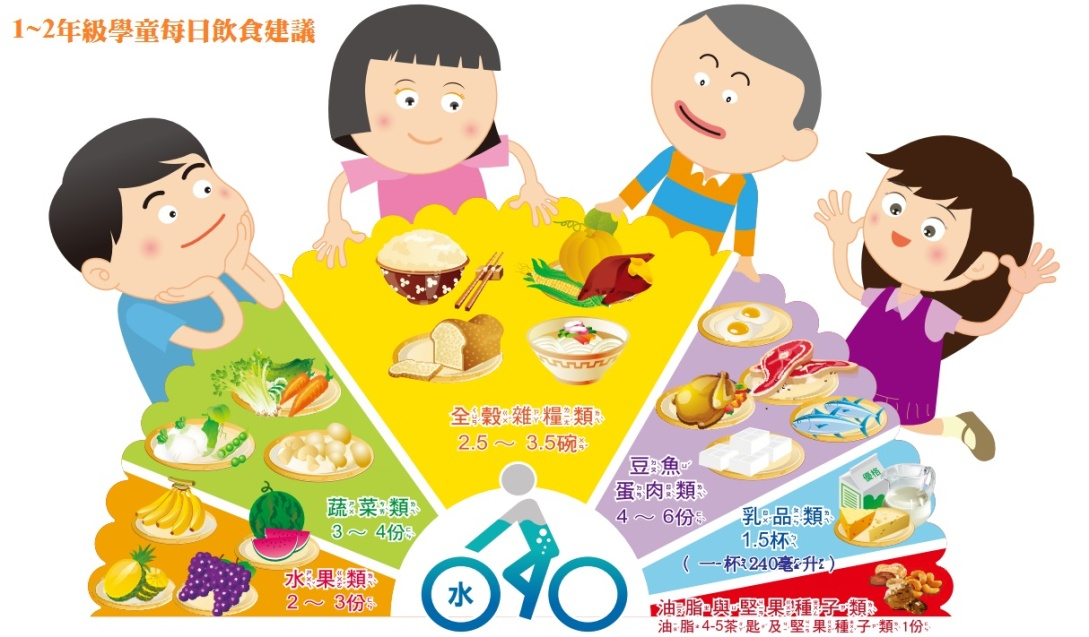 1~2年級學童每日飲食建議
全穀雜糧類
2.5 ～ 3.5碗
豆魚
蛋肉類
4 ～ 6份
蔬菜類
3 ～ 4份
乳品類
1.5杯
( 一杯240毫升 )
優格
水果類
2 ～ 3份
水
油脂與堅果種子類
油脂4-5茶匙及堅果種子類1份